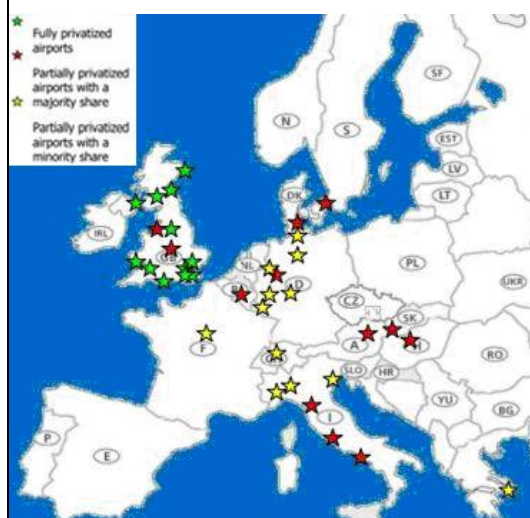 Fully privatized
airports
Partially privatized
airports with a
majority share
Partially privatized
airports with a
minority share
SF
N
S
EST
LV
LT
DK
IRL
GB
NL
PL
D
UKR
CZ
SK
F
A
H
RO
SLO
HR
YU
BG
I
P
E